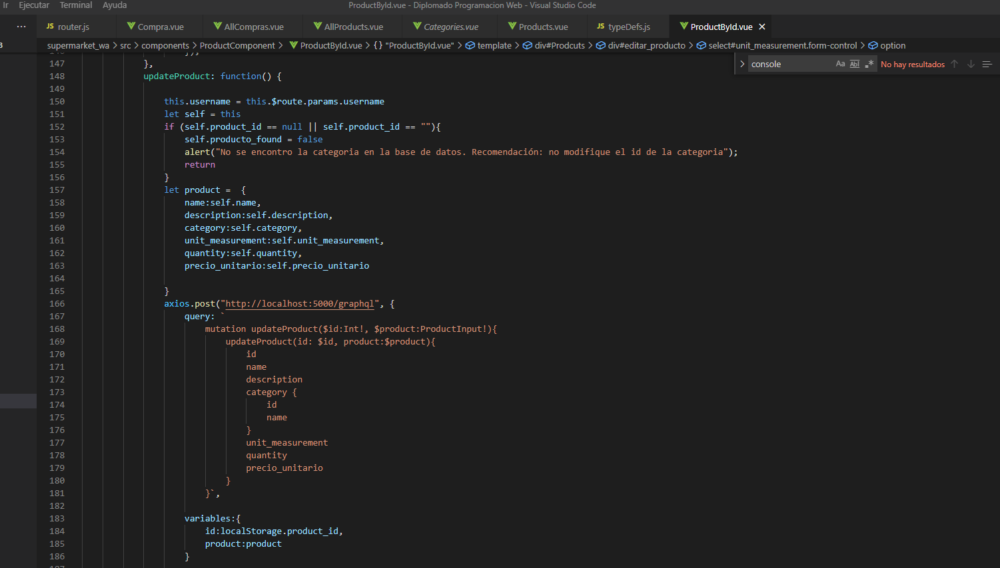 Ir Ejecutar Terminal Ayuda ProductById.vue - Diplomado Programacion Web - Visual Studio Code
... JS router.js Compra.vue AllCompras.vue AllProducts.vue Categories.vue Products.vue JS typeDefs.js ProductById.vue
3 supermarket_wa > src > components > ProductComponent > ProductById.vue > {} "ProductById.vue" > template > div#Prodcuts > div#editar_producto > select#unit_measurement.form-control > option
console Aa Abl .* No hay resultados
147 },
148 updateProduct: function() {
149
150 this.username = this.$route.params.username
151 let self = this
152 if (self.product_id == null || self.product_id == ""){
153 self.producto_found = false
154 alert("No se encontro la categoria en la base de datos. Recomendación: no modifique el id de la categoria");
155 return
156 }
157 let product =  {
158 name:self.name,
159 description:self.description,
160 category:self.category,
161 unit_measurement:self.unit_measurement,
162 quantity:self.quantity,
163 precio_unitario:self.precio_unitario
164
165 }
166 axios.post("http://localhost:5000/graphql", {
167 query: `
168 mutation updateProduct($id:Int!, $product:ProductInput!){
169 updateProduct(id: $id, product:$product){
170 id
171 name
172 description
173 category {
174 id
175 name
176 }
177 unit_measurement
178 quantity
179 precio_unitario
180 }
181 }`,
182
183 variables:{
184 id:localStorage.product_id,
185 product:product
186 }